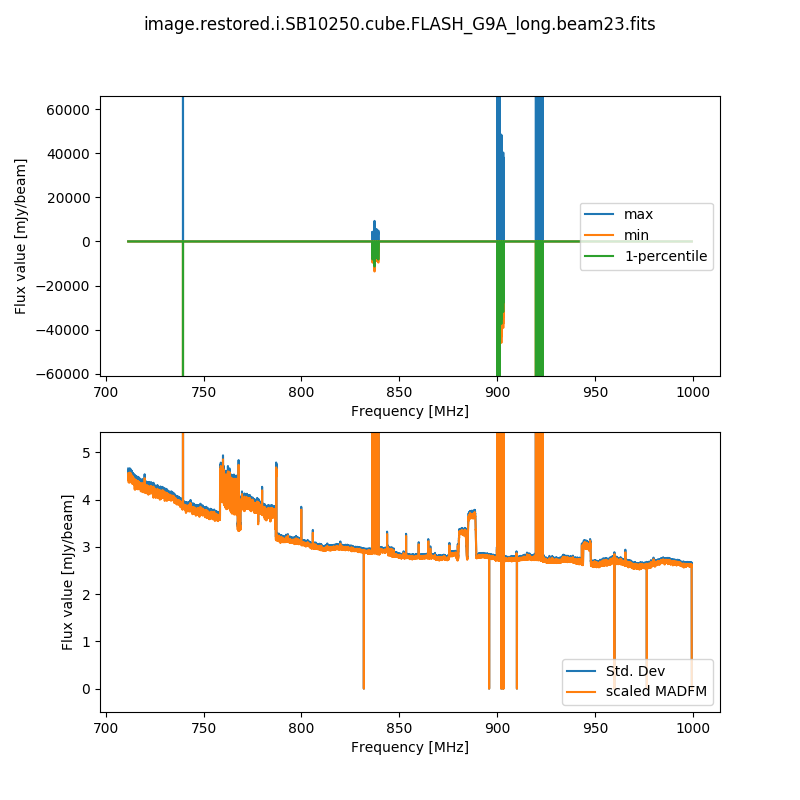 image.restored.i.SB10250.cube.FLASH_G9A_long.beam23.fits
60000
40000
20000
0
−20000
−40000
−60000
Flux value [mJy/beam]
max
min
1-percentile
700 750 800 850 900 950 1000
Frequency [MHz]
5
4
3
2
1
0
Flux value [mJy/beam]
Std. Dev
scaled MADFM
700 750 800 850 900 950 1000
Frequency [MHz]